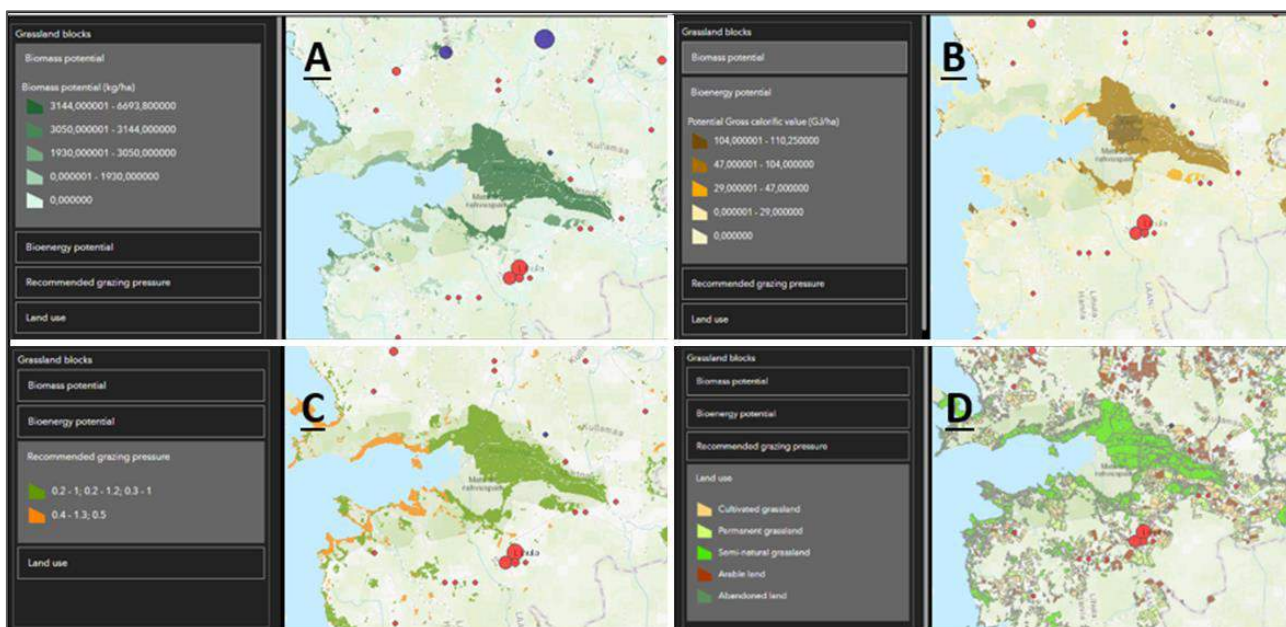 Grassland blocks
Biomass potential
Biomass potential (kg/ha)
3144,000001 - 6693,800000
3050,000001 - 3144,000000
1930,000001 - 3050,000000
0,000001 - 1930,000000
0,000000
Bioenergy potential
Recommended grazing pressure
Land use
A
Kullamaa
Grassland blocks
Biomass potential
Bioenergy potential
Potential Gross calorific value (GJ/ha)
104,000001 - 110,250000
47,000001 - 104,000000
29,000001 - 47,000000
0,000001 - 29,000000
0,000000
Recommended grazing pressure
Land use
B
Kullamaa
Grassland blocks
Biomass potential
Bioenergy potential
Recommended grazing pressure
0.2 - 1; 0.2 - 1.2; 0.3 - 1
0.4 - 1.3; 0.5
Land use
C
Kullamaa
Grassland blocks
Biomass potential
Bioenergy potential
Recommended grazing pressure
Land use
Cultivated grassland
Permanent grassland
Semi-natural grassland
Arable land
Abandoned land
D
Kullamaa